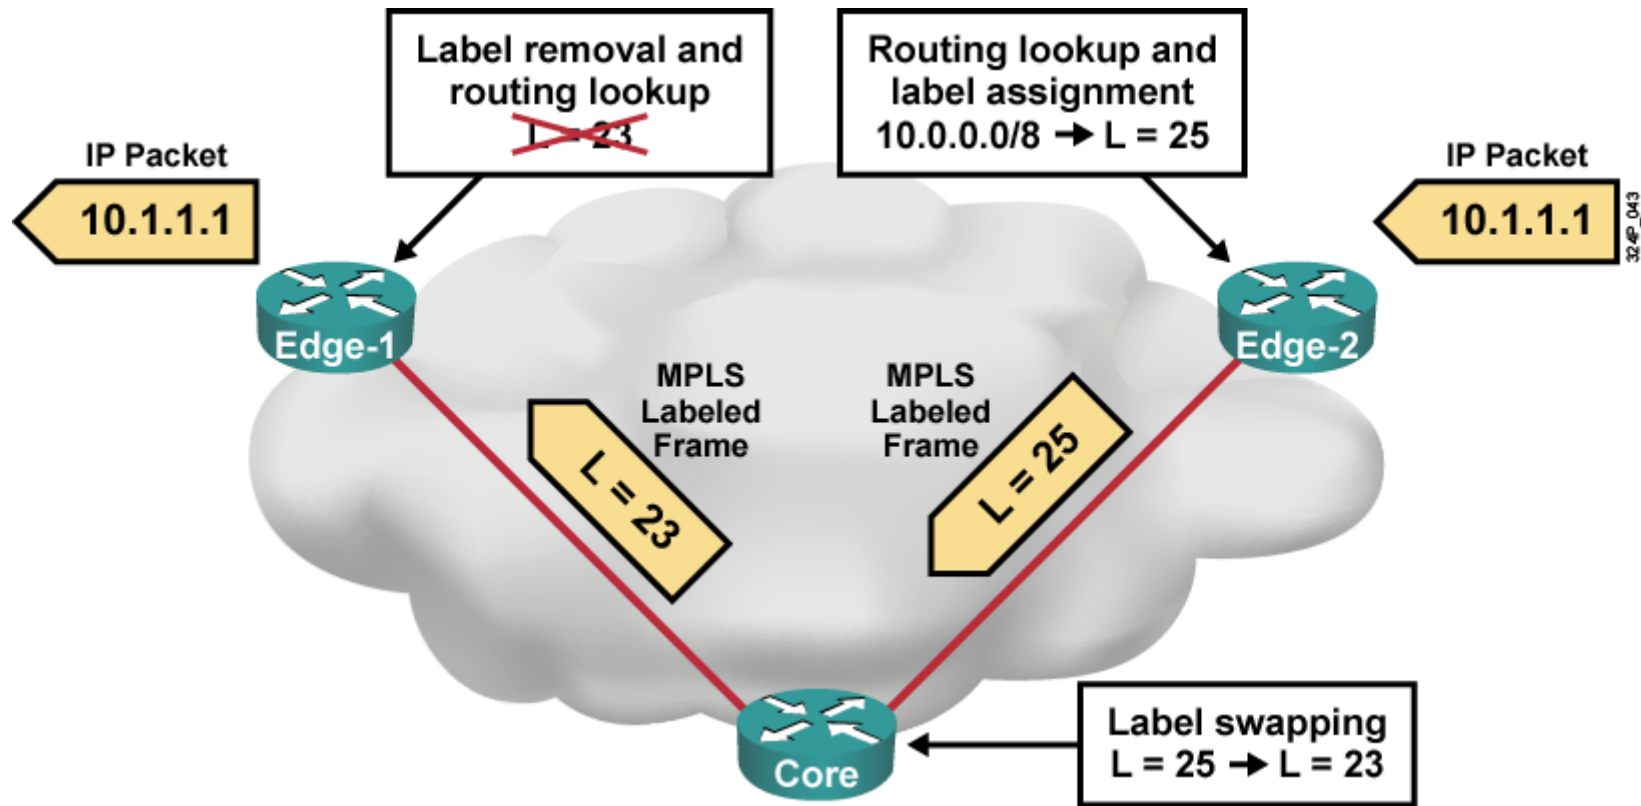 Label removal and
routing lookup
L = 23
Routing lookup and
label assignment
10.0.0.0/8 → L = 25
IP Packet
10.1.1.1
IP Packet
10.1.1.1
324P_043
Edge-1
Edge-2
MPLS
Labeled
Frame
L = 23
MPLS
Labeled
Frame
L = 25
Core
Label swapping
L = 25 → L = 23